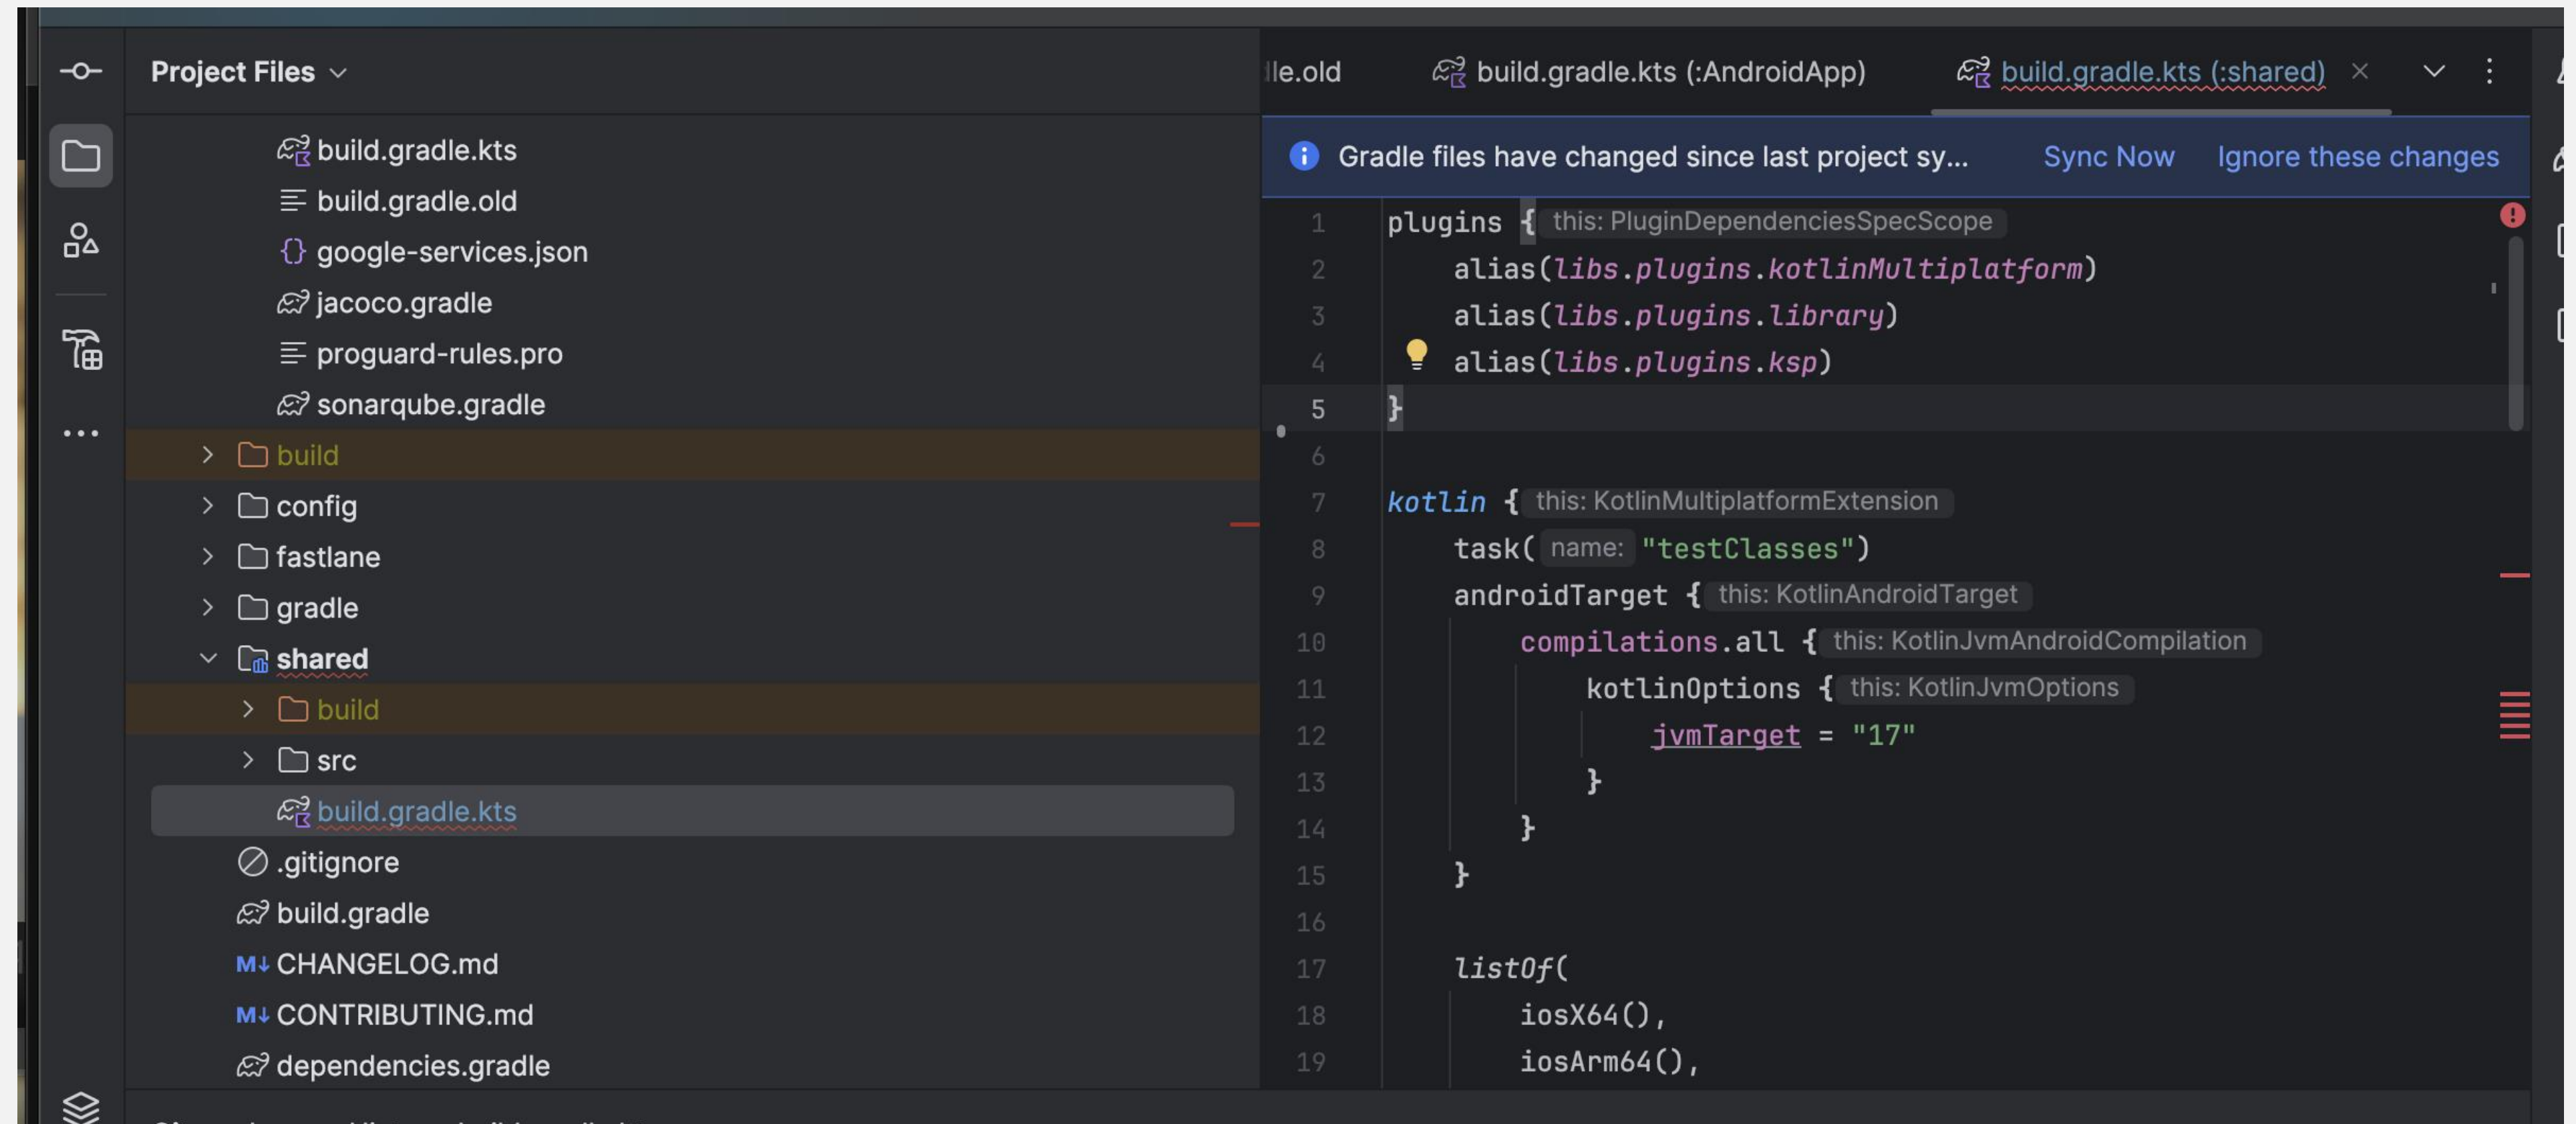 Project Files
build.gradle.kts
build.gradle.old
google-services.json
jacoco.gradle
proguard-rules.pro
sonarqube.gradle
build
config
fastlane
gradle
shared
build
src
build.gradle.kts
.gitignore
build.gradle
M↓ CHANGELOG.md
M↓ CONTRIBUTING.md
dependencies.gradle
le.old
build.gradle.kts (:AndroidApp)
build.gradle.kts (:shared)
Gradle files have changed since last project sy... Sync Now Ignore these changes
1 plugins { this: PluginDependenciesSpecScope
2 alias(libs.plugins.kotlinMultiplatform)
3 alias(libs.plugins.library)
4 alias(libs.plugins.ksp)
5 }
6
7 kotlin { this: KotlinMultiplatformExtension
8 task( name: "testClasses")
9 androidTarget { this: KotlinAndroidTarget
10 compilations.all { this: KotlinJvmAndroidCompilation
11 kotlinOptions { this: KotlinJvmOptions
12 jvmTarget = "17"
13 }
14 }
15 }
16
17 listOf(
18 iosX64(),
19 iosArm64(),